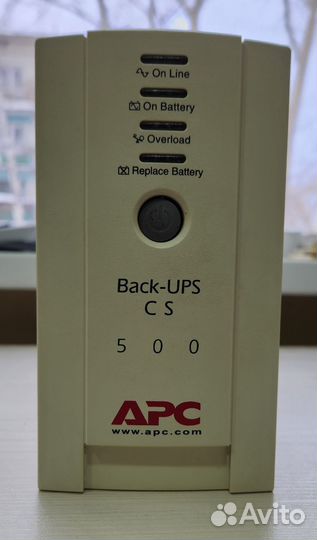 On Line
On Battery
Overload
Replace Battery
Back-UPS
CS
500
APC
www.apc.com
Avito